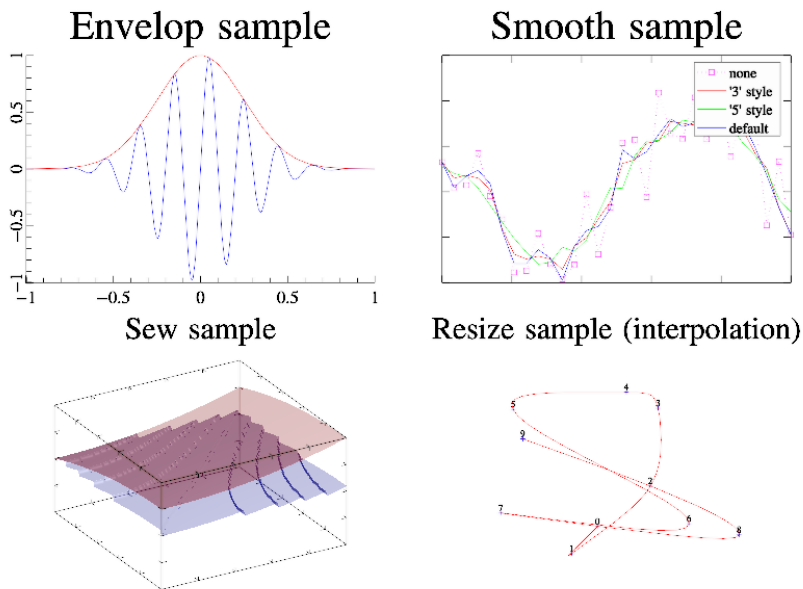 Envelop sample
Smooth sample
none
'3' style
'5' style
default
1
0.5
0
−0.5
−1
−1
−0.5
0
0.5
1
Sew sample
Resize sample (interpolation)
4
5
3
9
2
7
0
6
8
1